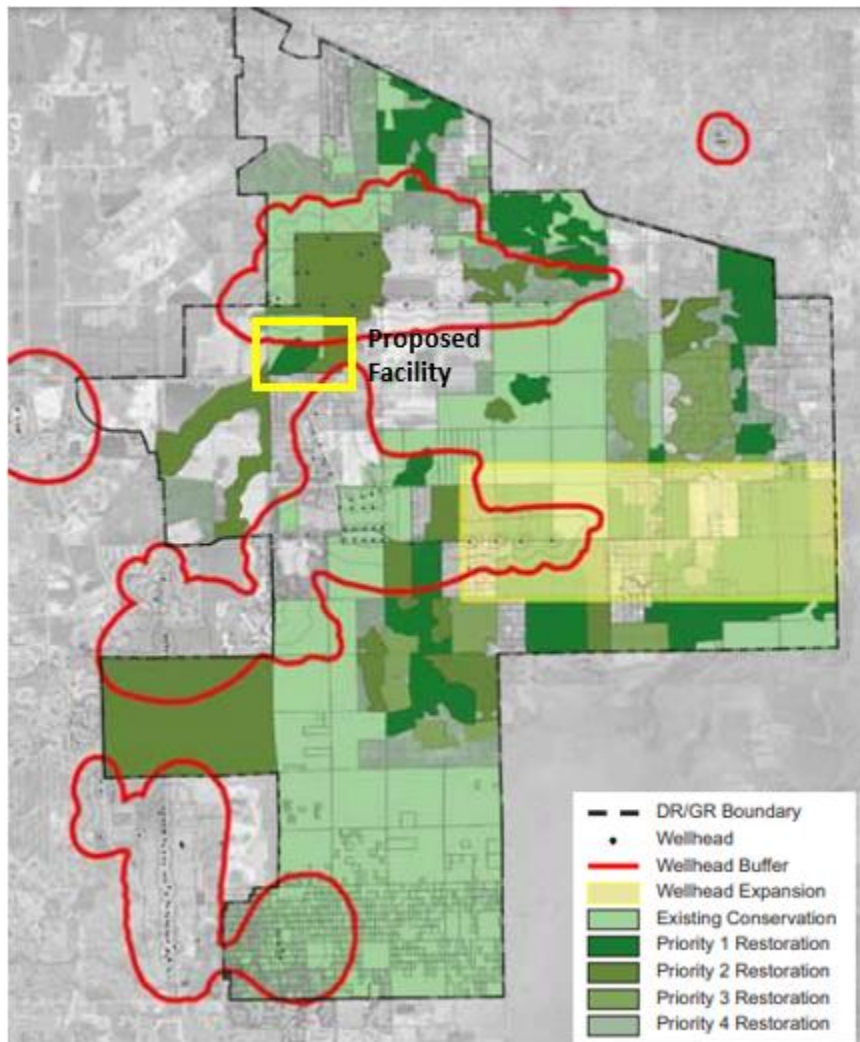 Proposed
Facility
DR/GR Boundary
Wellhead
Wellhead Buffer
Wellhead Expansion
Existing Conservation
Priority 1 Restoration
Priority 2 Restoration
Priority 3 Restoration
Priority 4 Restoration